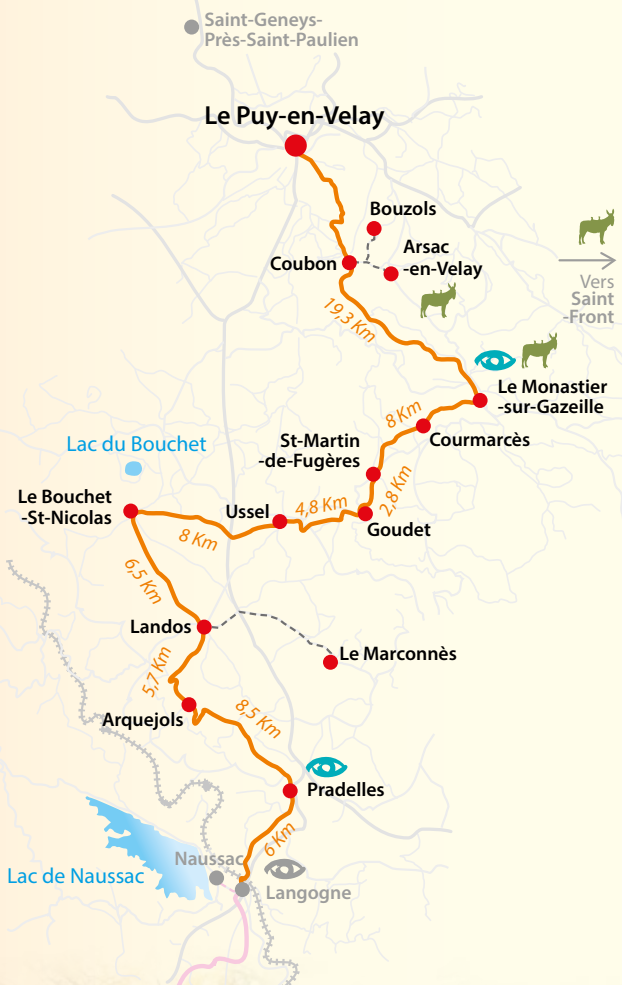 Saint-Geneys-
Près-Saint-Paulien
Le Puy-en-Velay
Bouzols
Arsac
-en-Velay
Coubon
Vers
Saint
-Front
19,3 Km
Le Monastier
-sur-Gazeille
8 Km
Courmarcès
St-Martin
-de-Fugères
2,8 Km
Lac du Bouchet
Le Bouchet
-St-Nicolas
Ussel
4,8 Km
Goudet
8 Km
6,5 Km
Landos
Le Marconnès
5,7 Km
Arquejols
8,5 Km
Pradelles
6 Km
Naussac
Lac de Naussac
Langogne